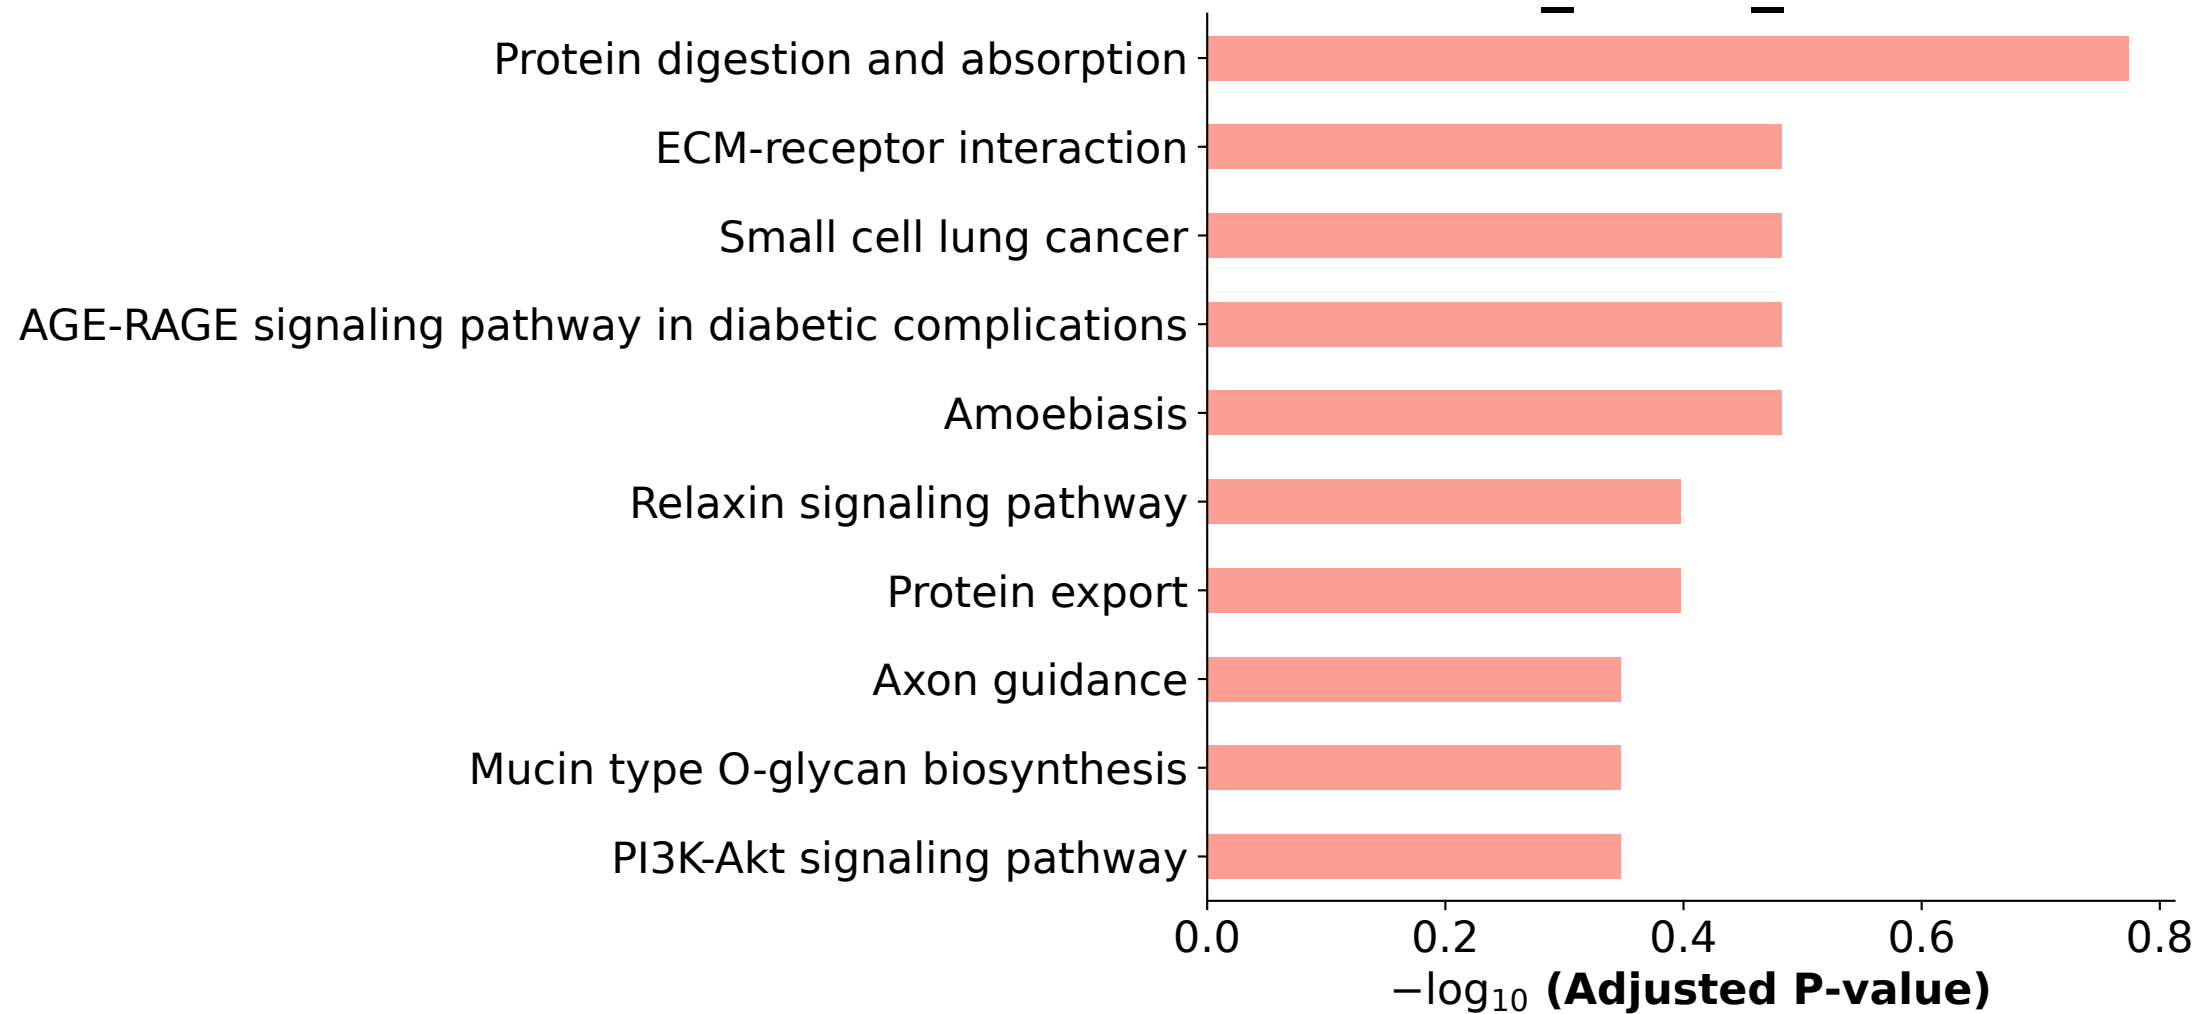 Protein digestion and absorption
ECM-receptor interaction
Small cell lung cancer
AGE-RAGE signaling pathway in diabetic complications
Amoebiasis
Relaxin signaling pathway
Protein export
Axon guidance
Mucin type O-glycan biosynthesis
PI3K-Akt signaling pathway
0.0 0.2 0.4 0.6 0.8
−log₁₀ (Adjusted P-value)